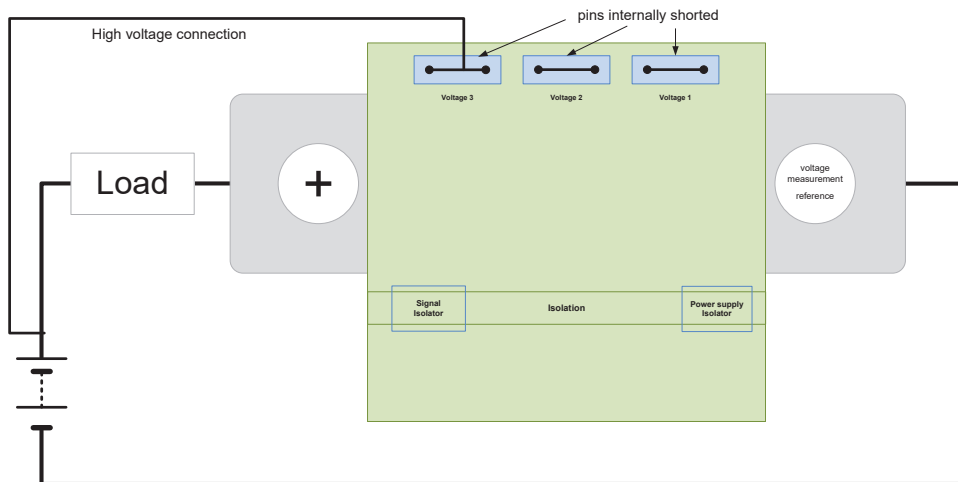 pins internally shorted
High voltage connection
Voltage 3
Voltage 2
Voltage 1
Load
+
voltage
measurement
reference
Signal
Isolator
Isolation
Power supply
Isolator